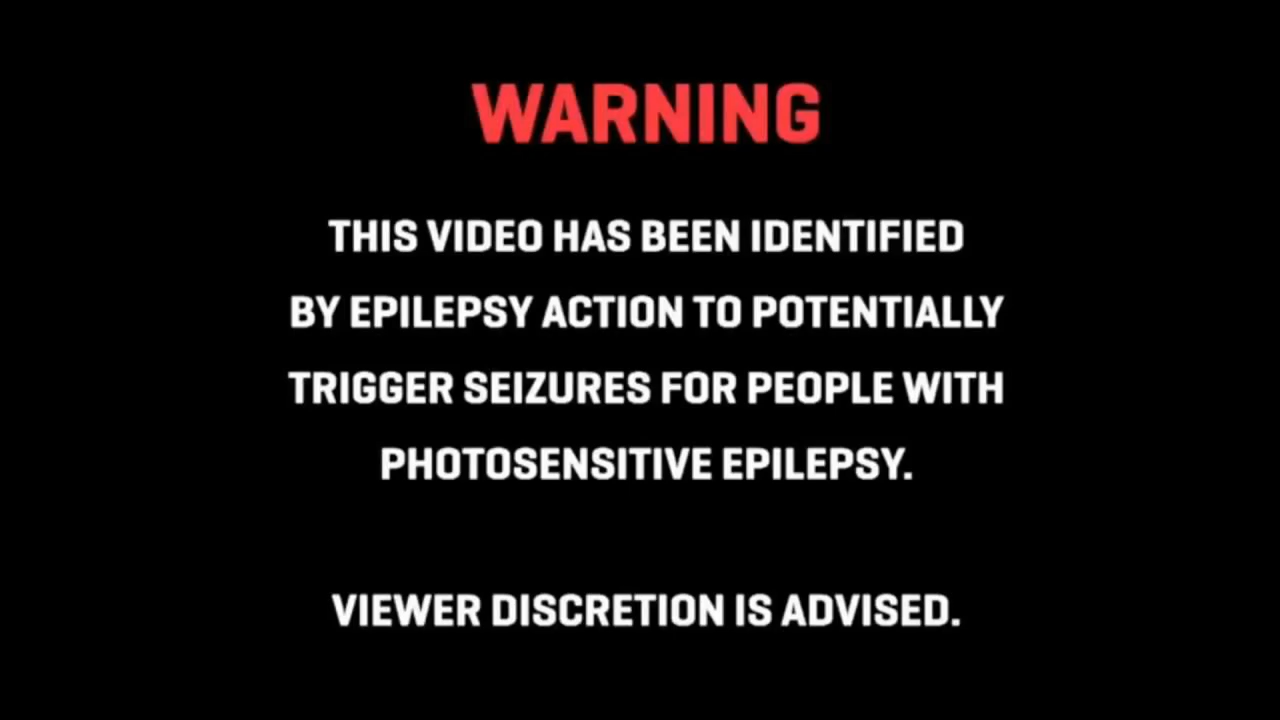 WARNING
THIS VIDEO HAS BEEN IDENTIFIED
BY EPILEPSY ACTION TO POTENTIALLY
TRIGGER SEIZURES FOR PEOPLE WITH
PHOTOSENSITIVE EPILEPSY.
VIEWER DISCRETION IS ADVISED.